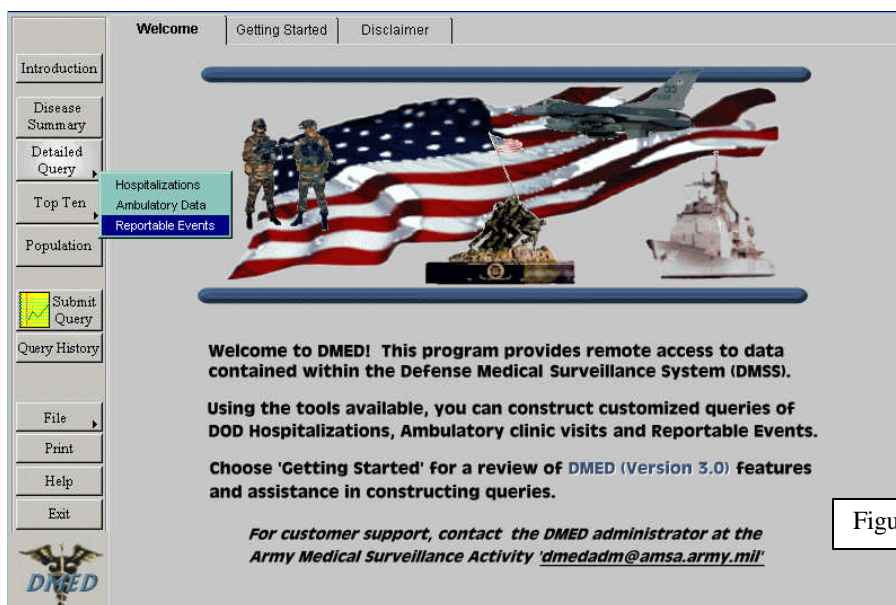 Welcome
Getting Started
Disclaimer
Introduction
Disease
Summary
Detailed
Query
Hospitalizations
Ambulatory Data
Reportable Events
Top Ten
Population
Submit
Query
Query History
File
Print
Help
Exit
DMED
Welcome to DMED! This program provides remote access to data
contained within the Defense Medical Surveillance System (DMSS).
Using the tools available, you can construct customized queries of
DOD Hospitalizations, Ambulatory clinic visits and Reportable Events.
Choose 'Getting Started' for a review of DMED (Version 3.0) features
and assistance in constructing queries.
For customer support, contact the DMED administrator at the
Army Medical Surveillance Activity 'dmedadm@amsa.army.mil'
Figu